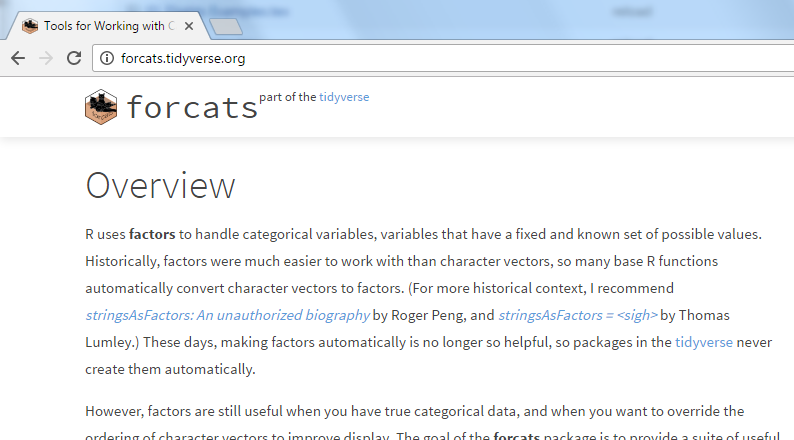 Tools for Working with C
forcats.tidyverse.org
forcats part of the tidyverse
Overview
R uses factors to handle categorical variables, variables that have a fixed and known set of possible values.
Historically, factors were much easier to work with than character vectors, so many base R functions
automatically convert character vectors to factors. (For more historical context, I recommend
stringsAsFactors: An unauthorized biography by Roger Peng, and stringsAsFactors = <sigh> by Thomas
Lumley.) These days, making factors automatically is no longer so helpful, so packages in the tidyverse never
create them automatically.
However, factors are still useful when you have true categorical data, and when you want to override the
ordering of character vectors to improve display. The goal of the forcats package is to provide a suite of useful